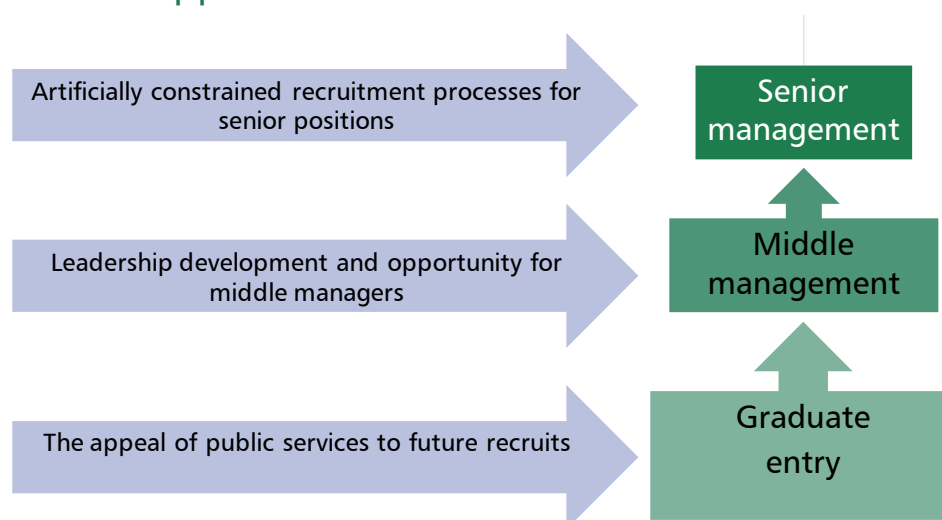 Artificially constrained recruitment processes for
senior positions
Senior
management
Leadership development and opportunity for
middle managers
Middle
management
The appeal of public services to future recruits
Graduate
entry